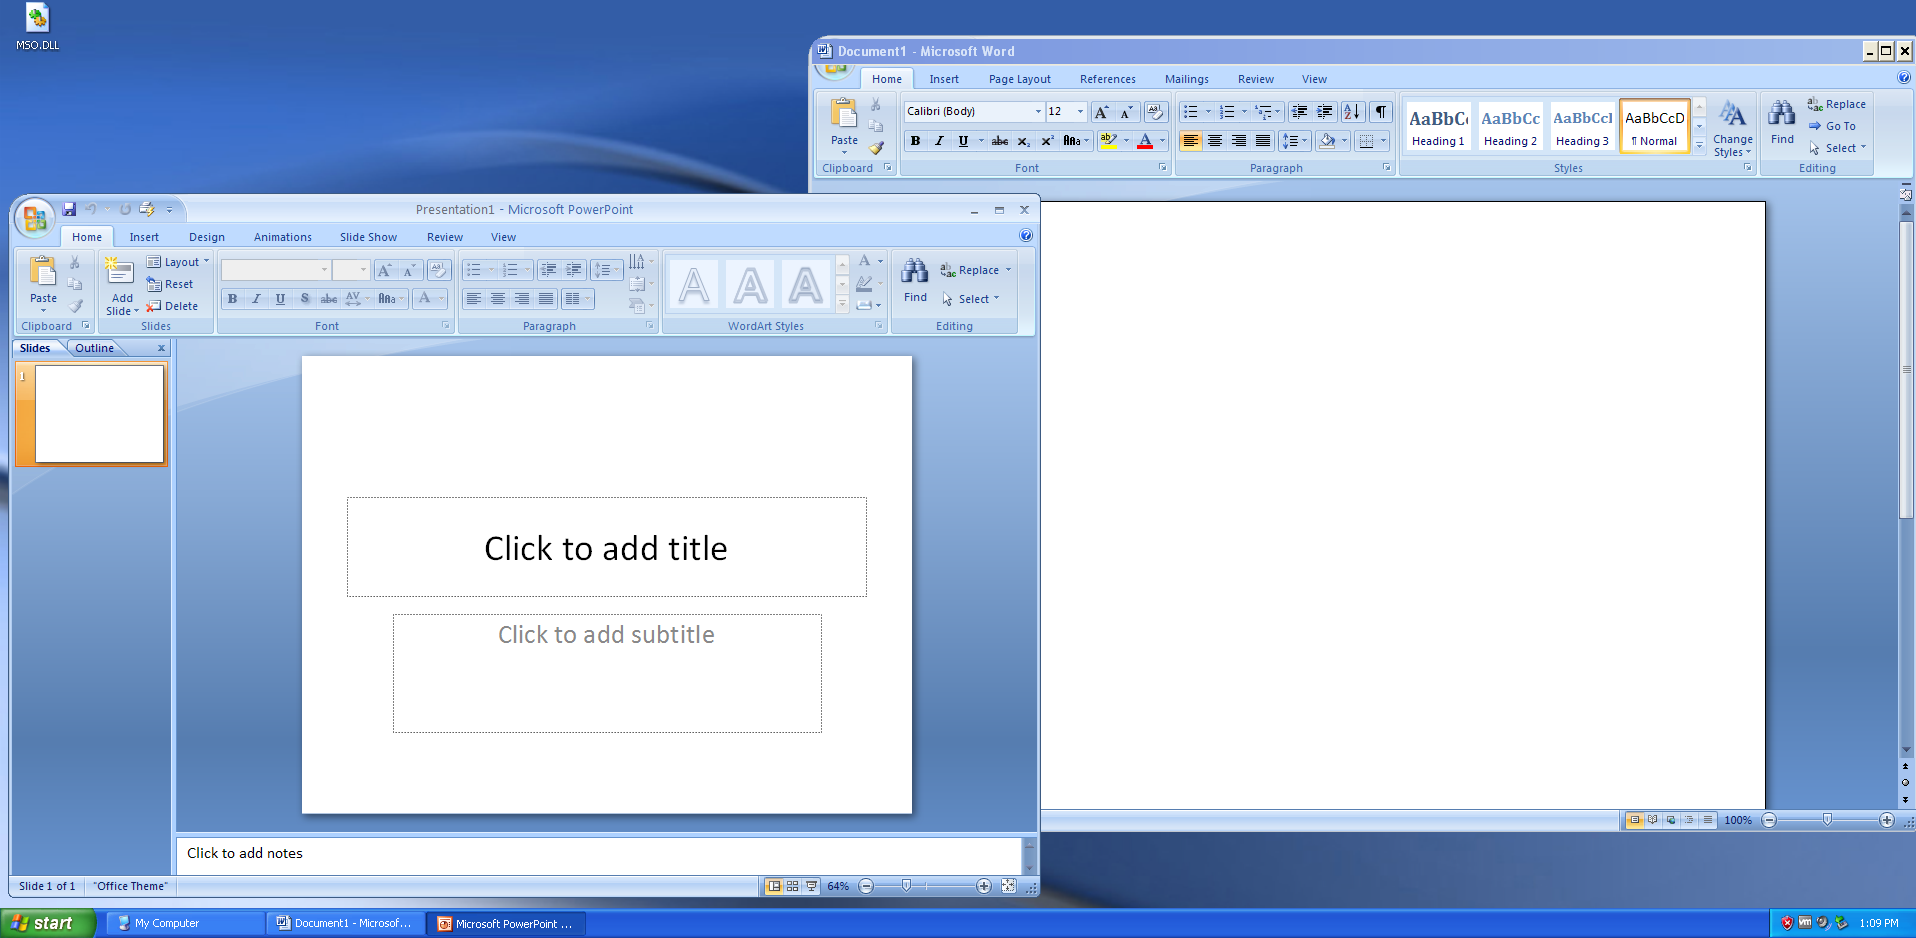 MSO.DLL
Document1 - Microsoft Word
Home Insert Page Layout References Mailings Review View
Calibri (Body) 12
AaBbCc AaBbCc AaBbCcI AaBbCcD
Paste
Heading 1 Heading 2 Heading 3 ¶ Normal
Change Styles
Find
Replace
Go To
Select
Clipboard Font Paragraph Styles Editing
Presentation1 - Microsoft PowerPoint
Home Insert Design Animations Slide Show Review View
Paste
Add Slide
Layout
Reset
Delete
B I U S abc AV Aa A
Find
Replace
Select
Clipboard Slides Font Paragraph WordArt Styles Editing
Slides Outline
1
Click to add title
Click to add subtitle
Click to add notes
Slide 1 of 1 "Office Theme" 64%
100%
start My Computer Document1 - Microsof... Microsoft PowerPoint ... 1:09 PM